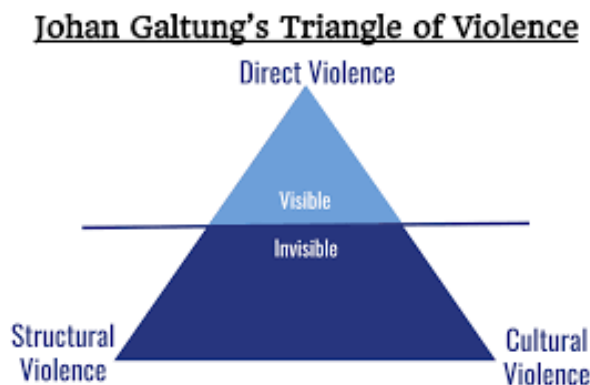 Johan Galtung's Triangle of Violence
Direct Violence
Visible
Invisible
Structural
Violence
Cultural
Violence